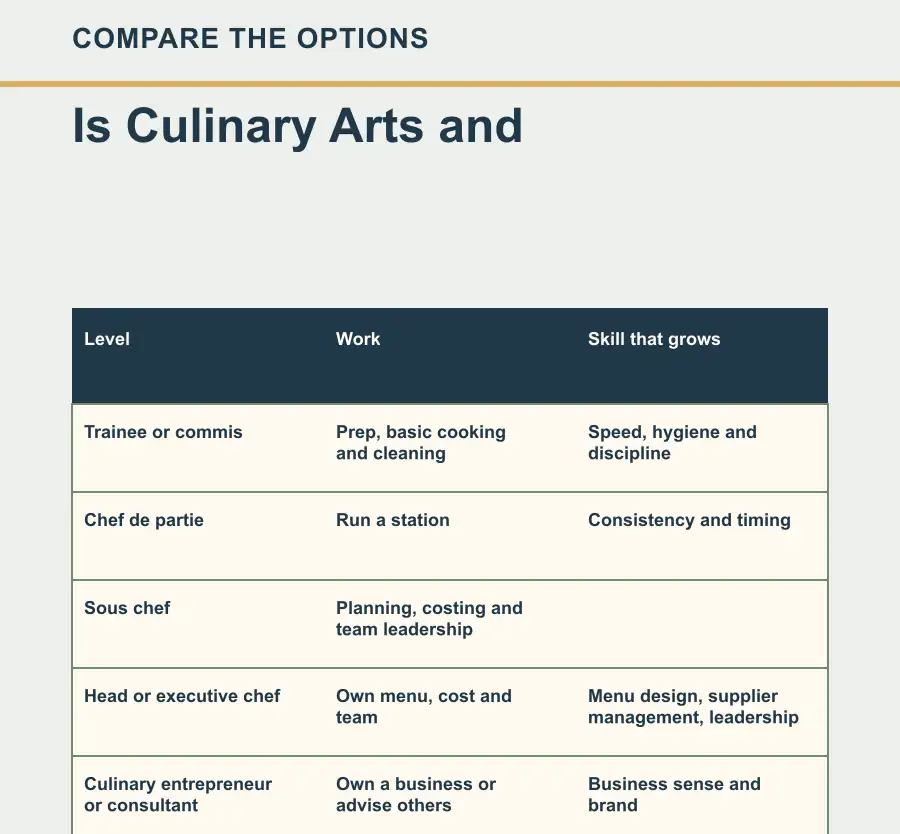 COMPARE THE OPTIONS
Is Culinary Arts and
Level Work Skill that grows
Trainee or commis Prep, basic cooking and cleaning Speed, hygiene and discipline
Chef de partie Run a station Consistency and timing
Sous chef Planning, costing and team leadership
Head or executive chef Own menu, cost and team Menu design, supplier management, leadership
Culinary entrepreneur or consultant Own a business or advise others Business sense and brand